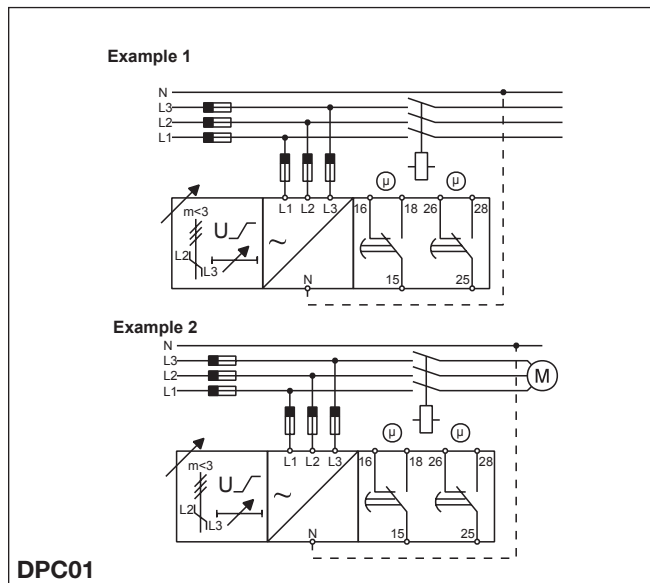 Example 1
N
L3
L2
L1
µ µ
L1 L2 L3 16 18 26 28
m<3
U
L2
L3
~
N 15 25
Example 2
N
L3
L2
L1
M
µ µ
L1 L2 L3 16 18 26 28
m<3
U
L2
L3
~
N 15 25
DPC01